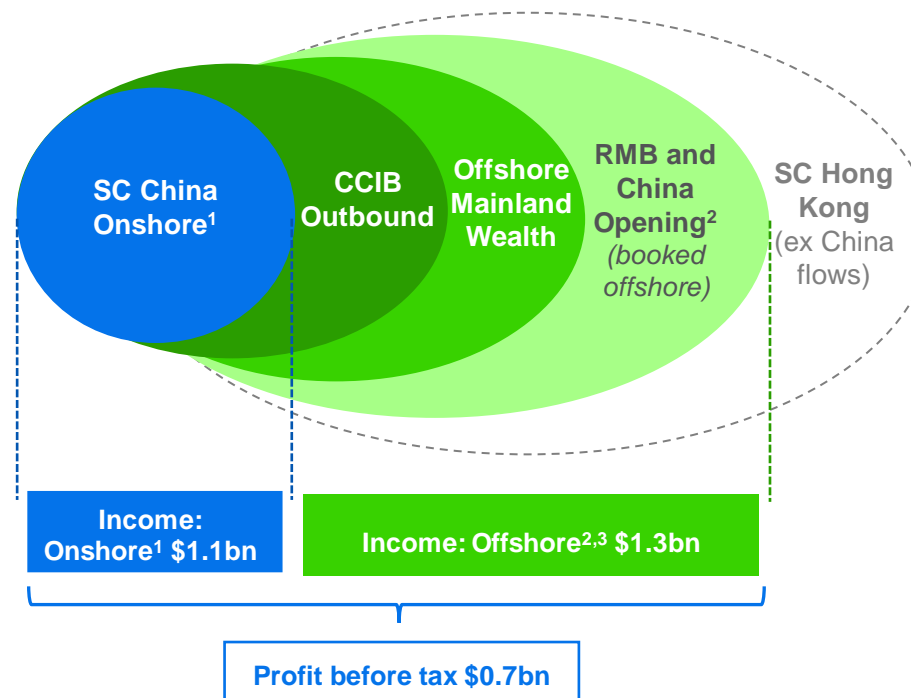 SC China
Onshore¹
CCIB
Outbound
Offshore
Mainland
Wealth
RMB and
China
Opening²
(booked
offshore)
SC Hong
Kong
(ex China
flows)
Income:
Onshore¹ $1.1bn
Income: Offshore²,³ $1.3bn
Profit before tax $0.7bn